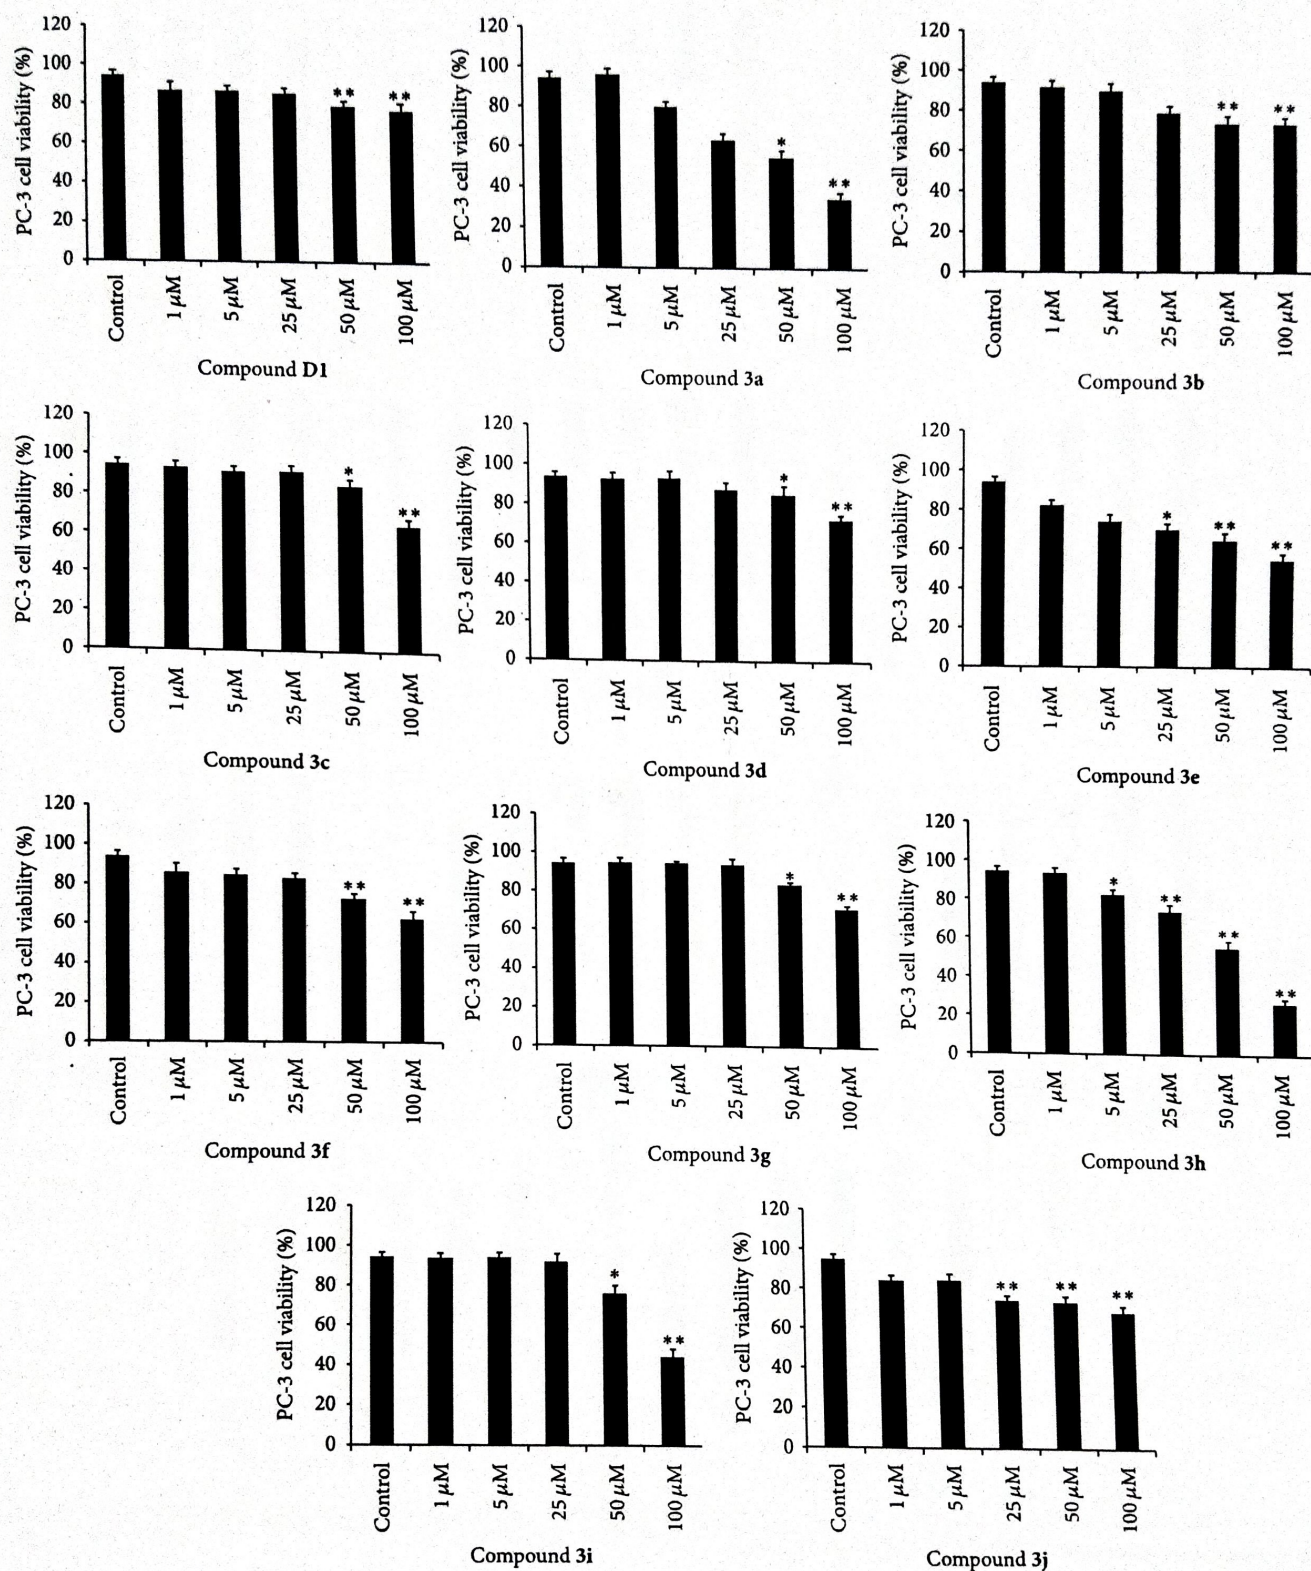 PC-3 cell viability (%)
120
100
80
60
40
20
0
** **
Control 1 μM 5 μM 25 μM 50 μM 100 μM
Compound D1
PC-3 cell viability (%)
120
100
80
60
40
20
0
* **
Control 1 μM 5 μM 25 μM 50 μM 100 μM
Compound 3a
PC-3 cell viability (%)
120
100
80
60
40
20
0
** **
Control 1 μM 5 μM 25 μM 50 μM 100 μM
Compound 3b
PC-3 cell viability (%)
120
100
80
60
40
20
0
* **
Control 1 μM 5 μM 25 μM 50 μM 100 μM
Compound 3c
PC-3 cell viability (%)
120
100
80
60
40
20
0
* **
Control 1 μM 5 μM 25 μM 50 μM 100 μM
Compound 3d
PC-3 cell viability (%)
120
100
80
60
40
20
0
* ** **
Control 1 μM 5 μM 25 μM 50 μM 100 μM
Compound 3e
PC-3 cell viability (%)
120
100
80
60
40
20
0
** **
Control 1 μM 5 μM 25 μM 50 μM 100 μM
Compound 3f
PC-3 cell viability (%)
120
100
80
60
40
20
0
* **
Control 1 μM 5 μM 25 μM 50 μM 100 μM
Compound 3g
PC-3 cell viability (%)
120
100
80
60
40
20
0
* ** ** **
Control 1 μM 5 μM 25 μM 50 μM 100 μM
Compound 3h
PC-3 cell viability (%)
120
100
80
60
40
20
0
* **
Control 1 μM 5 μM 25 μM 50 μM 100 μM
Compound 3i
PC-3 cell viability (%)
120
100
80
60
40
20
0
** ** **
Control 1 μM 5 μM 25 μM 50 μM 100 μM
Compound 3j